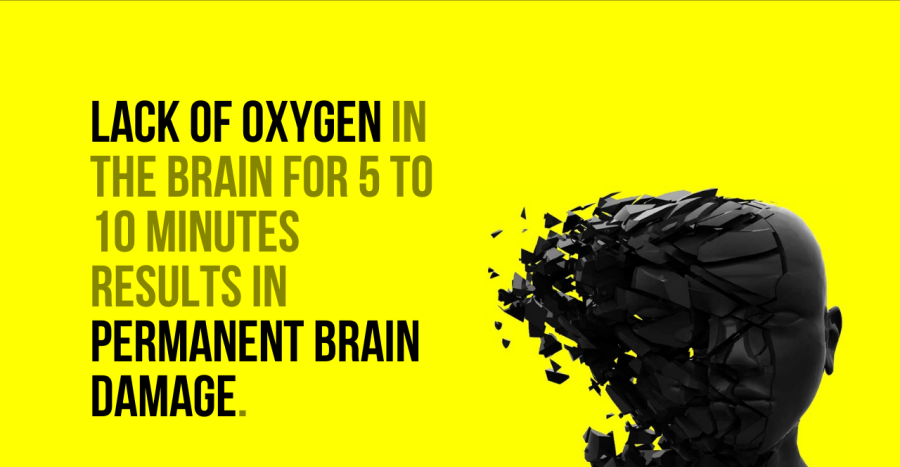 LACK OF OXYGEN IN
THE BRAIN FOR 5 TO
10 MINUTES
RESULTS IN
PERMANENT BRAIN
DAMAGE.